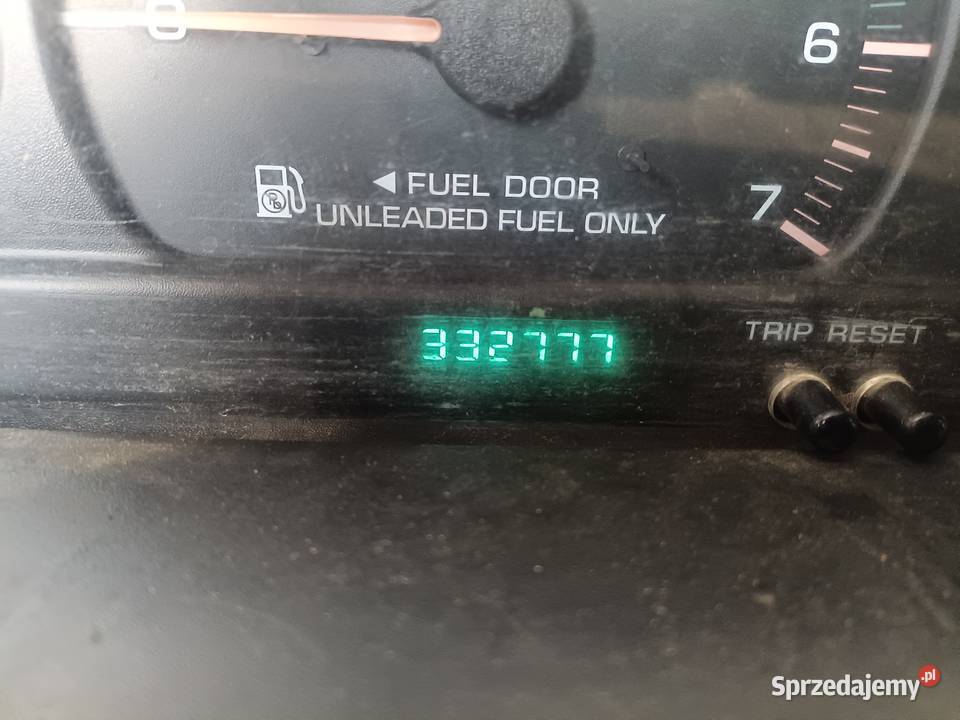 0
6
◄ FUEL DOOR
UNLEADED FUEL ONLY
7
332777
TRIP RESET
Sprzedajemy.pl